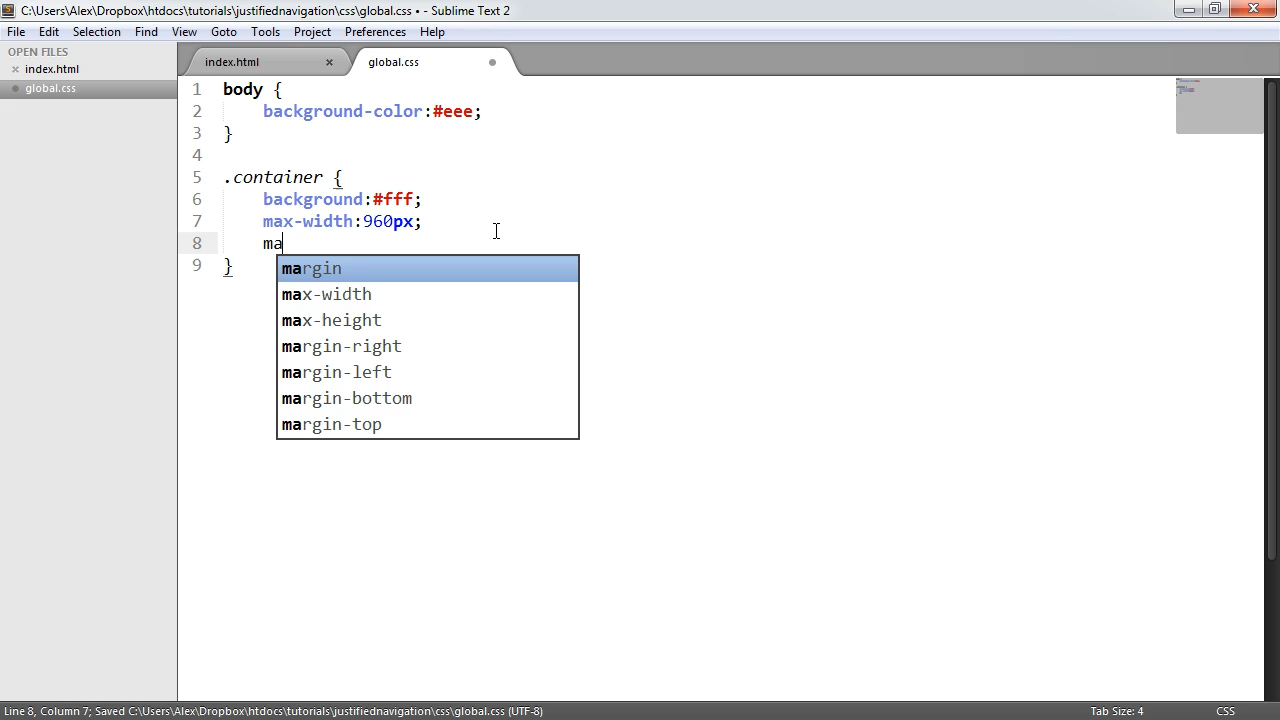 C:\Users\Alex\Dropbox\htdocs\tutorials\justifiednavigation\css\global.css • - Sublime Text 2
File Edit Selection Find View Goto Tools Project Preferences Help
OPEN FILES
index.html
global.css
index.html
global.css
1 body {
2 background-color:#eee;
3 }
4
5 .container {
6 background:#fff;
7 max-width:960px;
8 ma
9 }
margin
max-width
max-height
margin-right
margin-left
margin-bottom
margin-top
Line 8, Column 7; Saved C:\Users\Alex\Dropbox\htdocs\tutorials\justifiednavigation\css\global.css (UTF-8)
Tab Size: 4
CSS